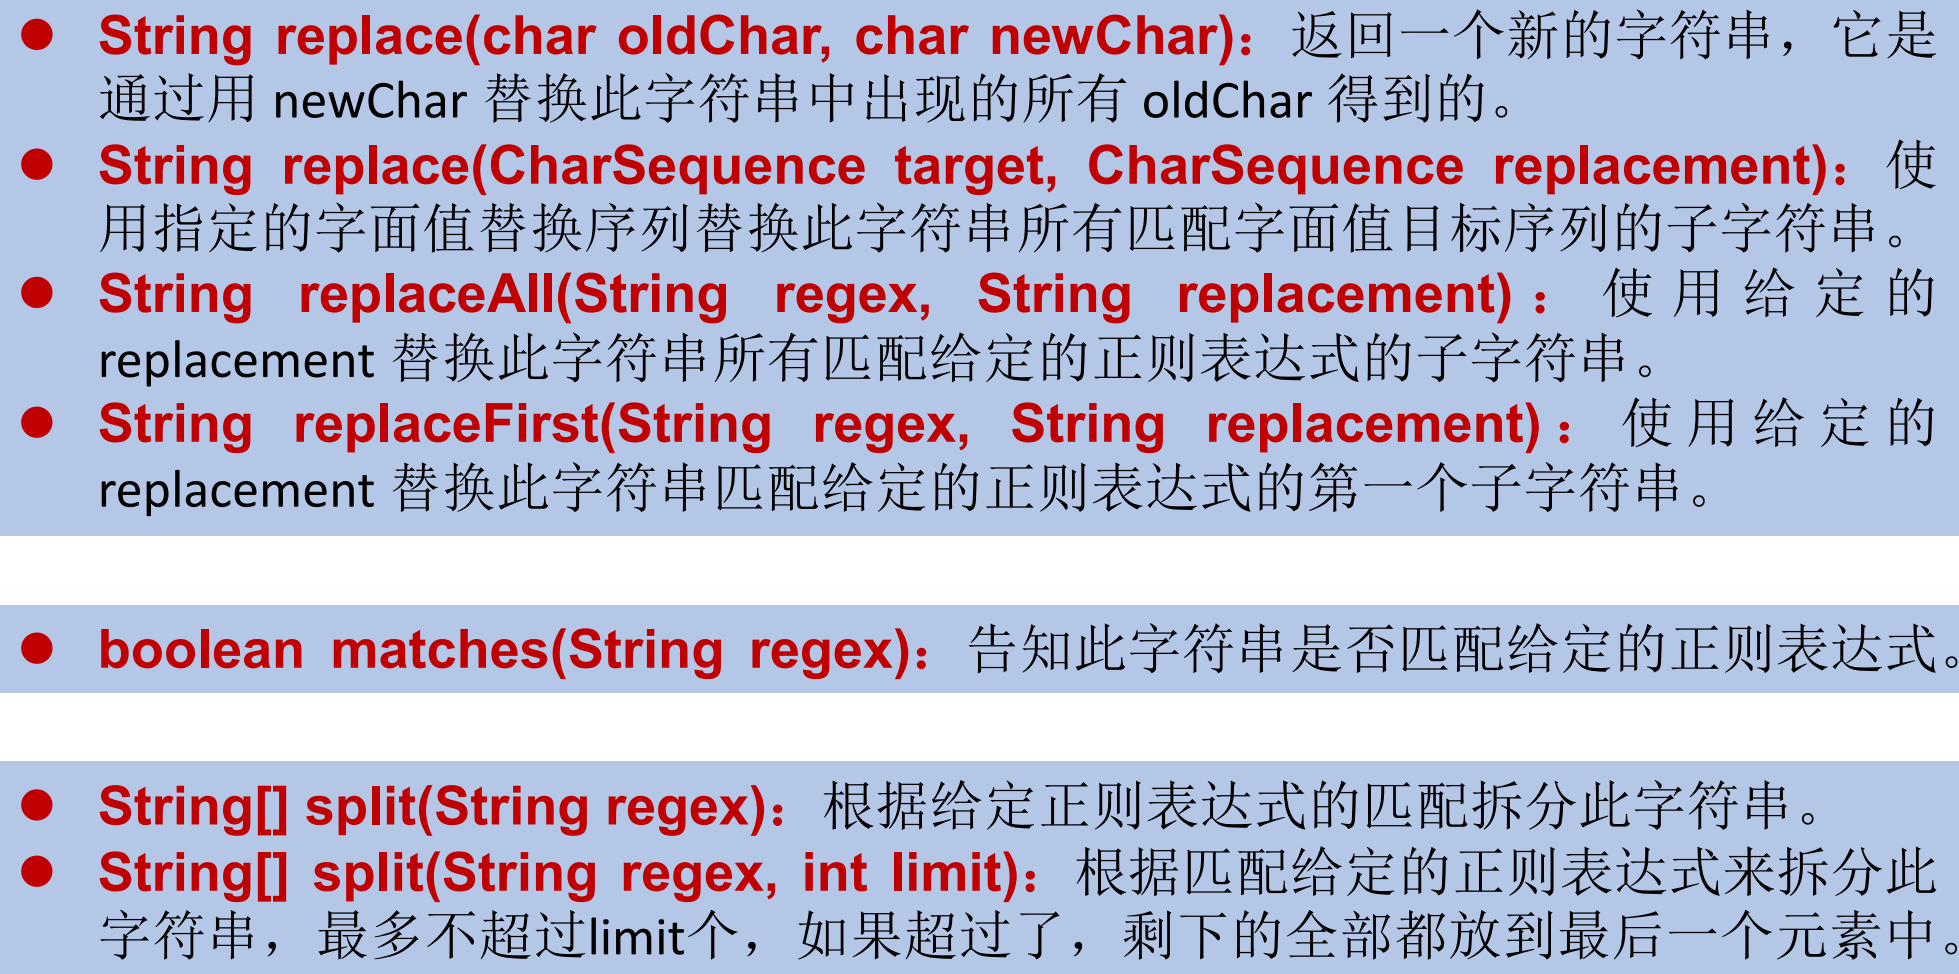 ● String replace(char oldChar, char newChar)：返回一个新的字符串，它是
通过用 newChar 替换此字符串中出现的所有 oldChar 得到的。
● String replace(CharSequence target, CharSequence replacement)：使
用指定的字面值替换序列替换此字符串所有匹配字面值目标序列的子字符串。
● String replaceAll(String regex, String replacement)：使用给定的
replacement 替换此字符串所有匹配给定的正则表达式的子字符串。
● String replaceFirst(String regex, String replacement)：使用给定的
replacement 替换此字符串匹配给定的正则表达式的第一个子字符串。
● boolean matches(String regex)：告知此字符串是否匹配给定的正则表达式。
● String[] split(String regex)：根据给定正则表达式的匹配拆分此字符串。
● String[] split(String regex, int limit)：根据匹配给定的正则表达式来拆分此
字符串，最多不超过limit个，如果超过了，剩下的全部都放到最后一个元素中。